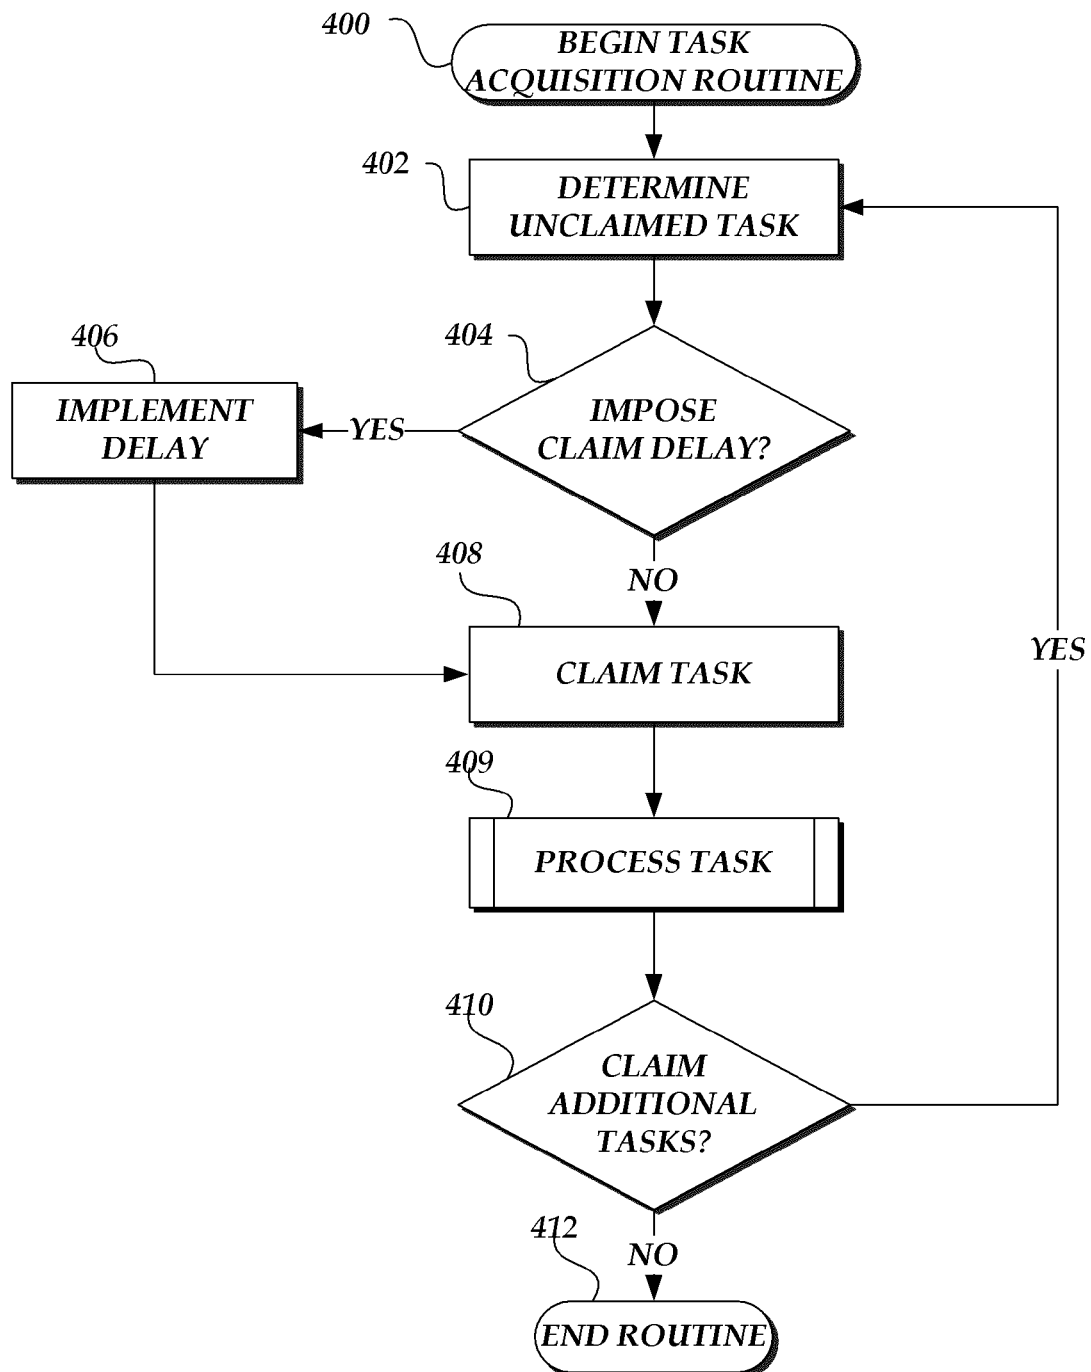 400
BEGIN TASK
ACQUISITION ROUTINE
402
DETERMINE
UNCLAIMED TASK
404
IMPOSE
CLAIM DELAY?
406
IMPLEMENT
DELAY
YES
NO
408
CLAIM TASK
YES
409
PROCESS TASK
410
CLAIM
ADDITIONAL
TASKS?
412
NO
END ROUTINE